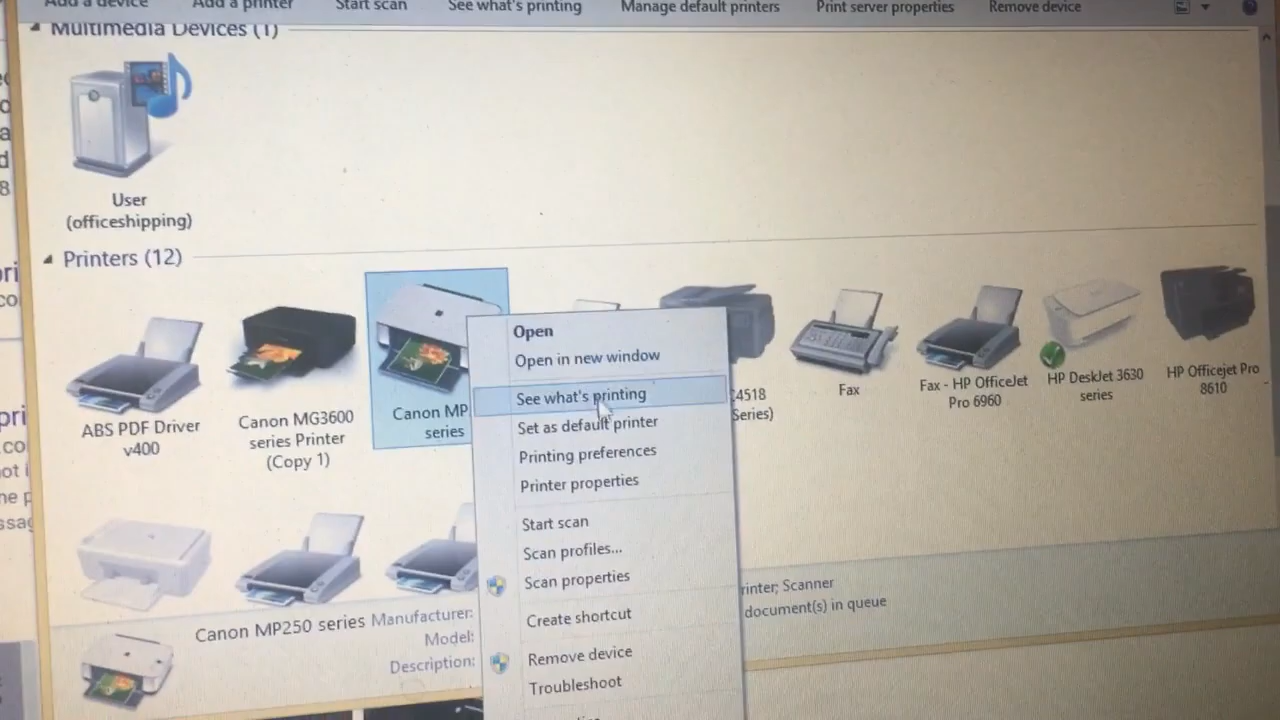 Add a device Add a printer Start scan See what's printing Manage default printers Print server properties Remove device
Multimedia Devices (1)
User
(officeshipping)
Printers (12)
ABS PDF Driver
v400
Canon MG3600
series Printer
(Copy 1)
Canon MP
series
4518
Series)
Fax
Fax - HP OfficeJet
Pro 6960
HP DeskJet 3630
series
HP Officejet Pro
8610
Open
Open in new window
See what's printing
Set as default printer
Printing preferences
Printer properties
Start scan
Scan profiles...
Scan properties
Create shortcut
Remove device
Troubleshoot
Canon MP250 series Manufacturer:
Model:
Description:
rinter; Scanner
document(s) in queue